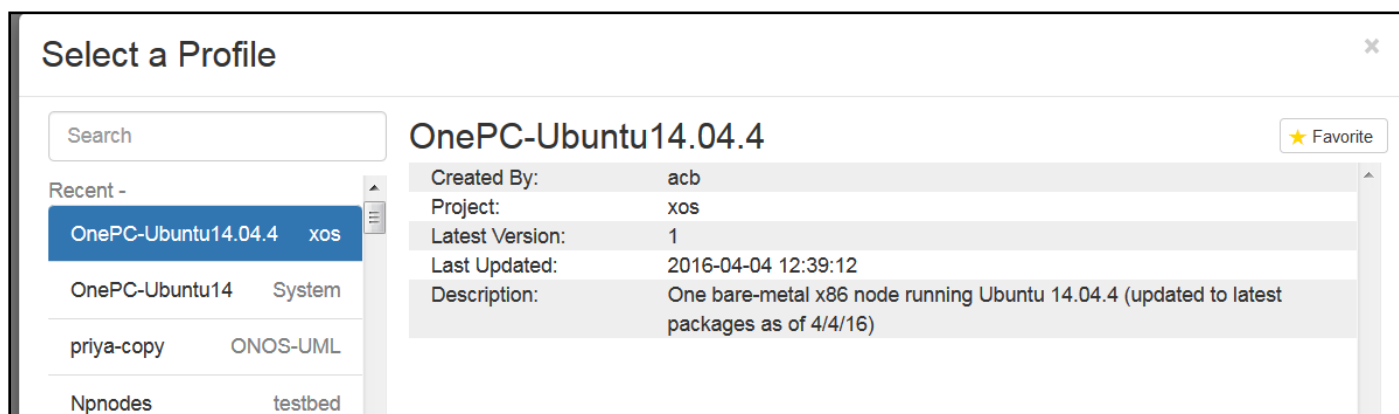 Select a Profile
×
Search
Recent -
OnePC-Ubuntu14.04.4 xos
OnePC-Ubuntu14 System
priya-copy ONOS-UML
Npnodes testbed
OnePC-Ubuntu14.04.4
Favorite
Created By: acb
Project: xos
Latest Version: 1
Last Updated: 2016-04-04 12:39:12
Description: One bare-metal x86 node running Ubuntu 14.04.4 (updated to latest
packages as of 4/4/16)